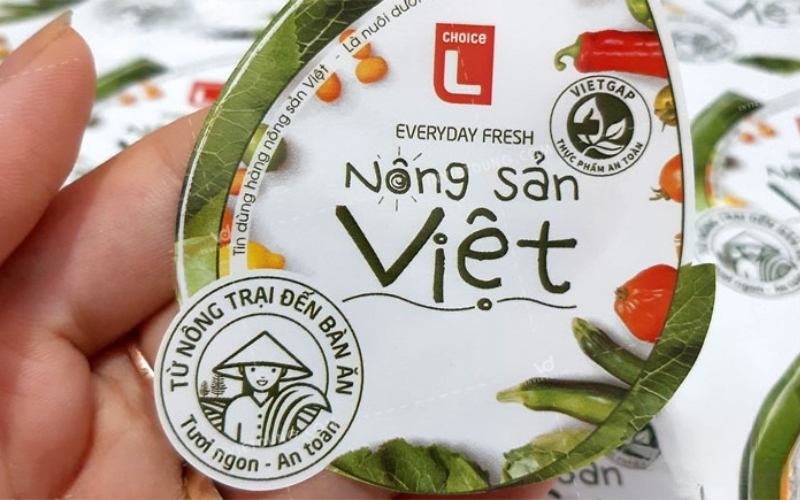 Tin dùng hàng nông sản Việt - Là nuôi dưỡ
CHOICE
L
VIETGAP
THỰC PHẨM AN TOÀN
EVERYDAY FRESH
Nông sản
Việt
TỪ NÔNG TRẠI ĐẾN BÀN ĂN
Tươi ngon - An toàn